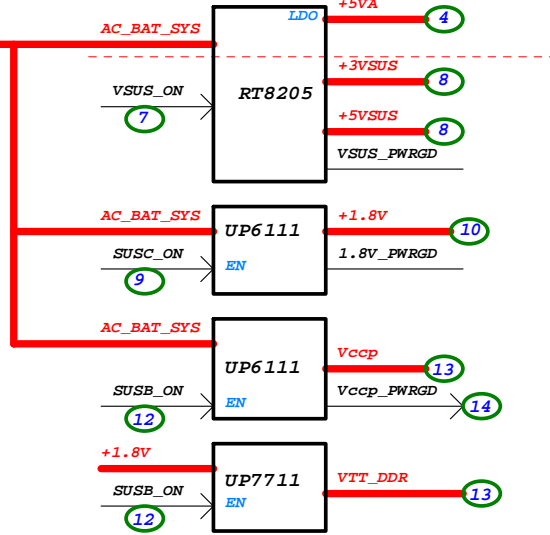 +5VA
LDO
4
AC_BAT_SYS
+3VSUS
8
VSUS_ON
RT8205
7
+5VSUS
8
VSUS_PWRGD
AC_BAT_SYS
+1.8V
UP6111
10
SUSC_ON
1.8V_PWRGD
EN
9
AC_BAT_SYS
Vccp
UP6111
13
SUSB_ON
Vccp_PWRGD
EN
14
12
+1.8V
UP7711
VTT_DDR
SUSB_ON
13
EN
12